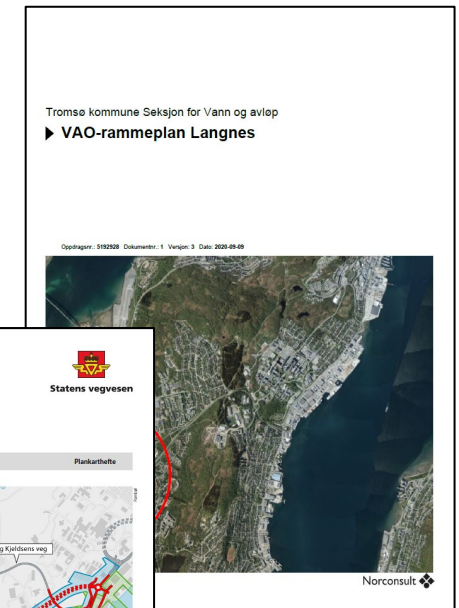 Tromsø kommune Seksjon for Vann og avløp
VAO-rammeplan Langnes
Oppdragsnr.: 5192928 Dokumentnr.: 1 Versjon: 3 Dato: 2020-09-09
Statens vegvesen
Plankarthefte
g Kjeldsens veg
Norconsult